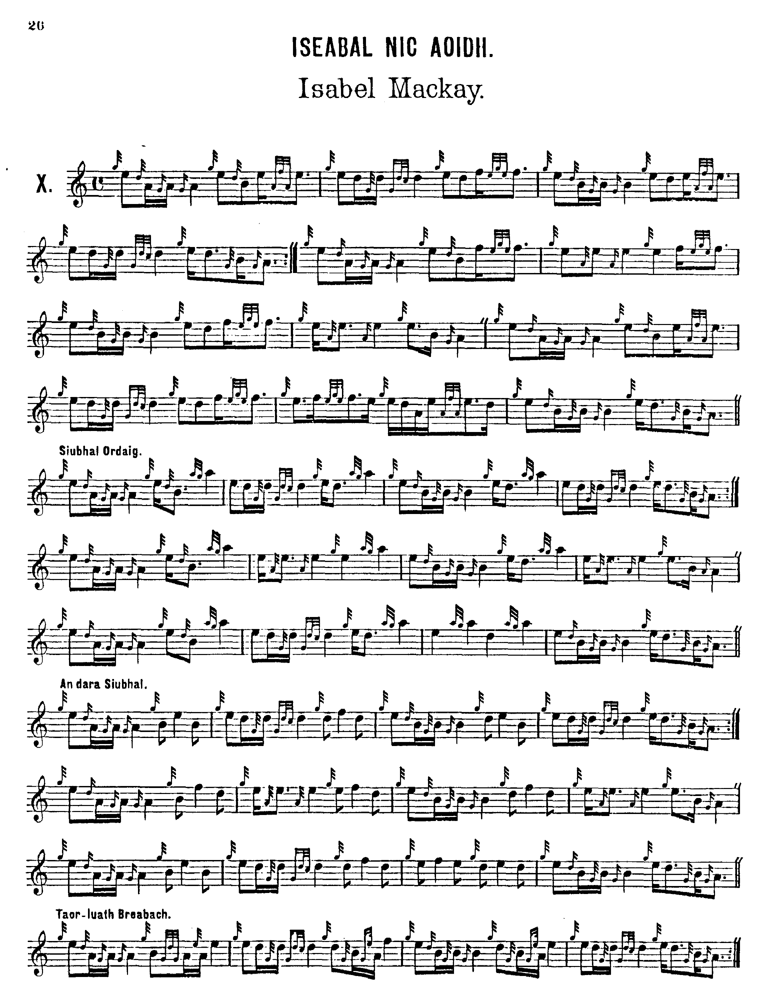 26
ISEABAL NIC AOIDH.
Isabel Mackay.
X.
Siubhal Ordaig.
An dara Siubhal.
Taor-luath Breabach.